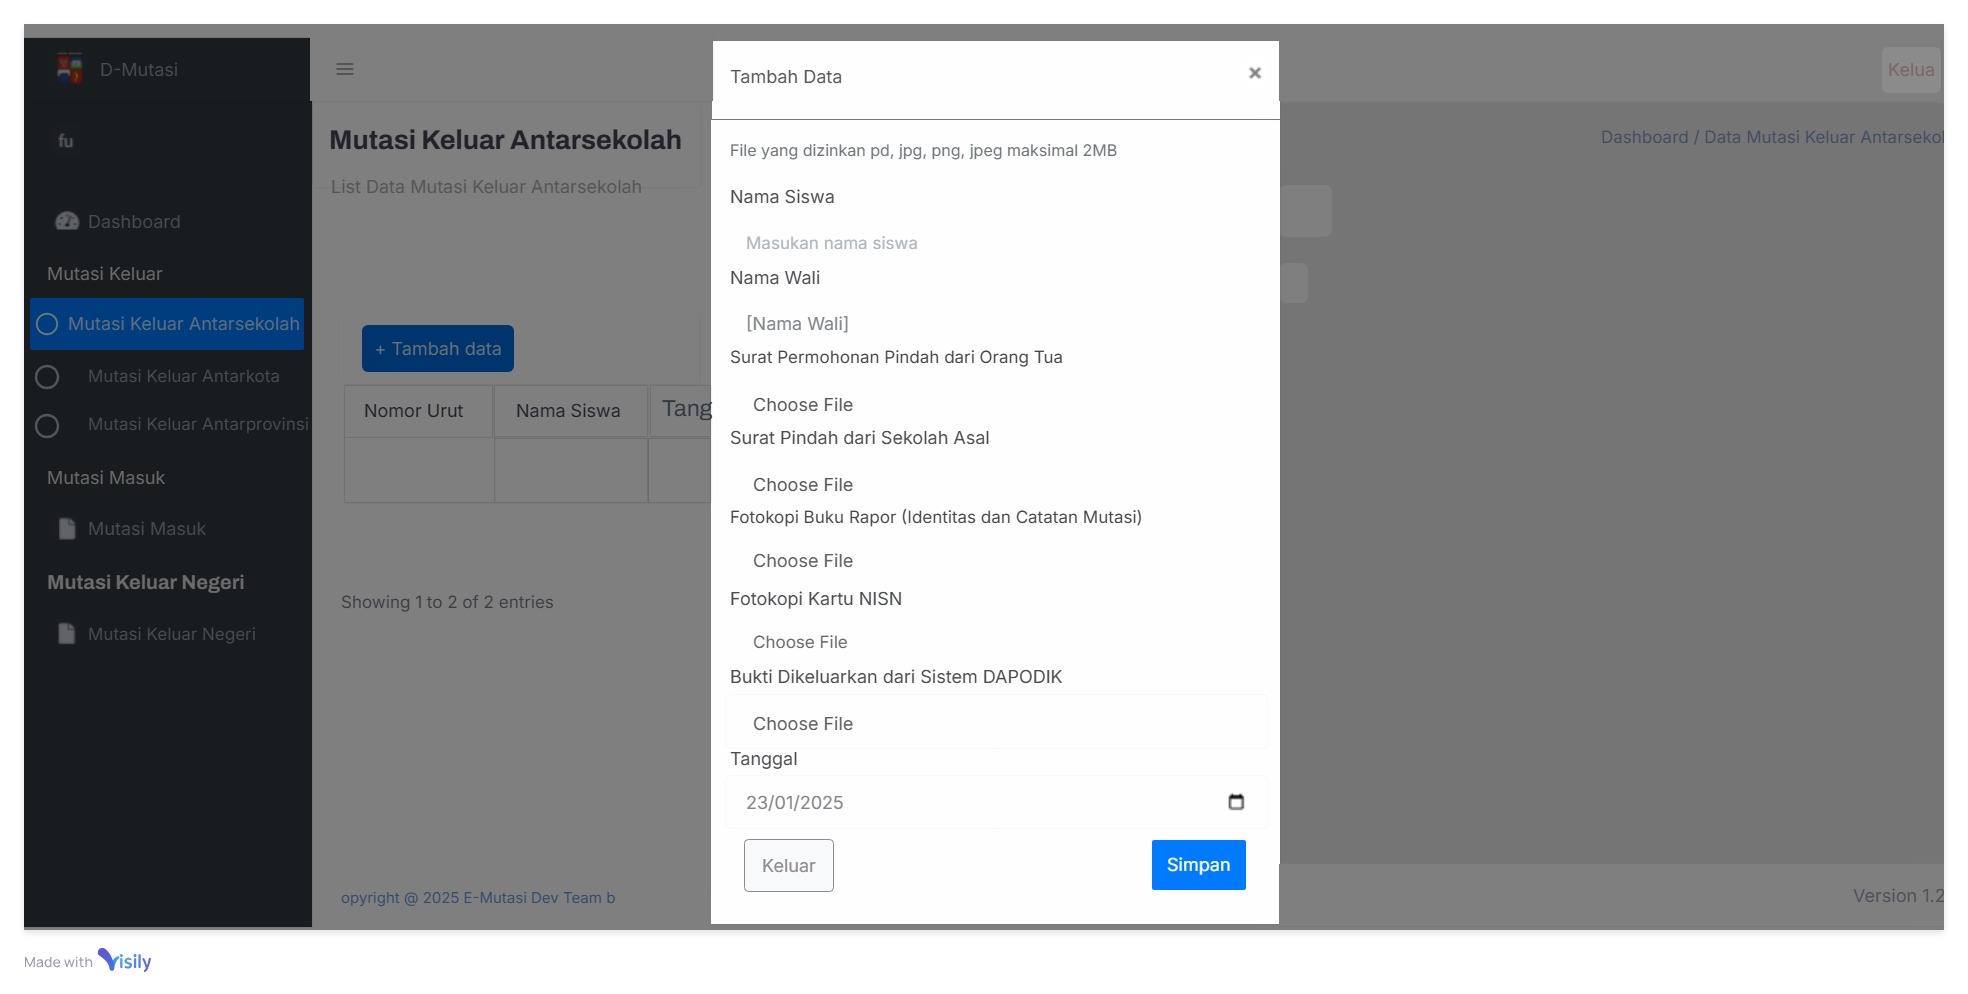 D-Mutasi
Kelua
fu
Dashboard
Mutasi Keluar
Mutasi Keluar Antarsekolah
Mutasi Keluar Antarkota
Mutasi Keluar Antarprovinsi
Mutasi Masuk
Mutasi Masuk
Mutasi Keluar Negeri
Mutasi Keluar Negeri
Mutasi Keluar Antarsekolah
Dashboard / Data Mutasi Keluar Antarsekol
List Data Mutasi Keluar Antarsekolah
+ Tambah data
Nomor Urut
Nama Siswa
Tang
Showing 1 to 2 of 2 entries
opyright @ 2025 E-Mutasi Dev Team b
Version 1.2
Tambah Data
×
File yang dizinkan pd, jpg, png, jpeg maksimal 2MB
Nama Siswa
Masukan nama siswa
Nama Wali
[Nama Wali]
Surat Permohonan Pindah dari Orang Tua
Choose File
Surat Pindah dari Sekolah Asal
Choose File
Fotokopi Buku Rapor (Identitas dan Catatan Mutasi)
Choose File
Fotokopi Kartu NISN
Choose File
Bukti Dikeluarkan dari Sistem DAPODIK
Choose File
Tanggal
23/01/2025
Keluar
Simpan
Made with Visily